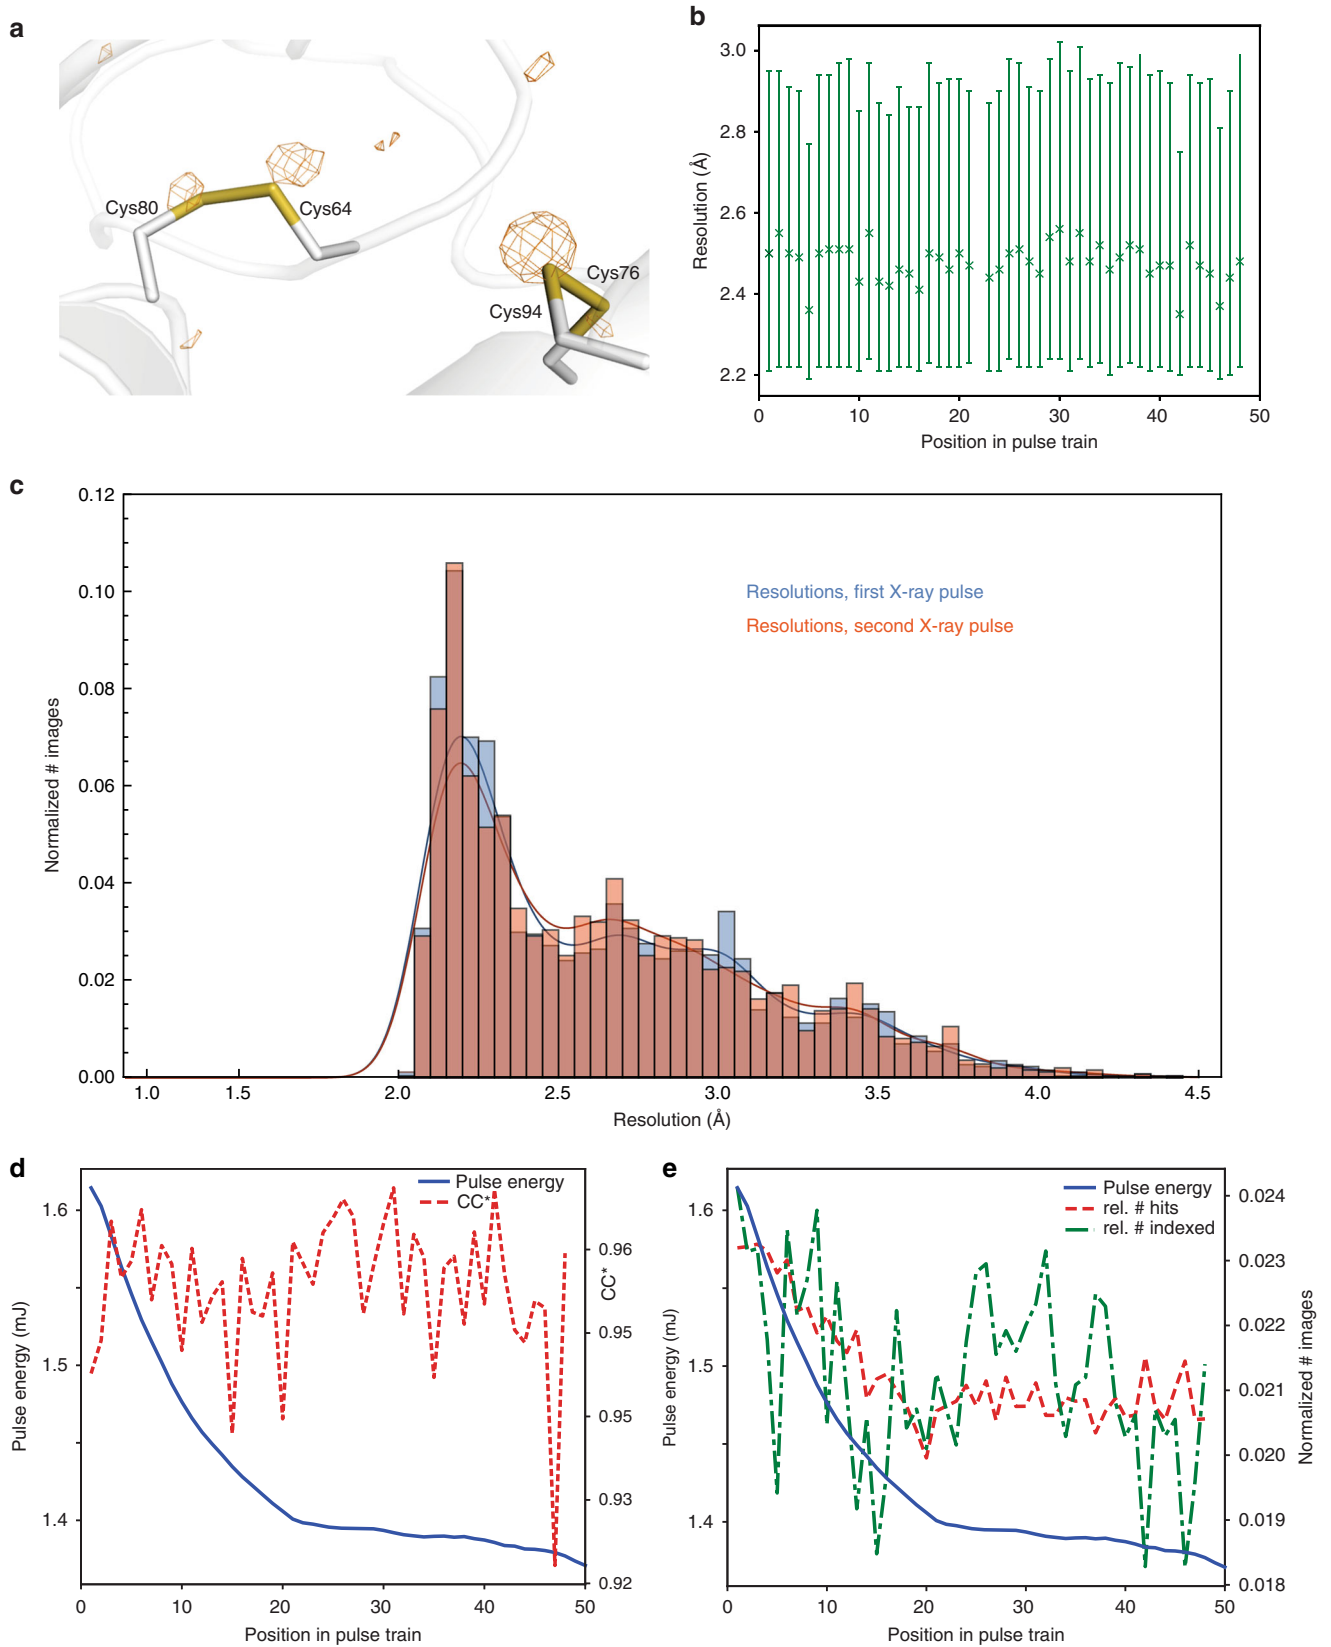 a
Cys80
Cys64
Cys76
Cys94
b
3.0
2.8
2.6
2.4
2.2
Resolution (Å)
0
10
20
30
40
50
Position in pulse train
c
0.12
0.10
0.08
0.06
0.04
0.02
0.00
Normalized # images
Resolutions, first X-ray pulse
Resolutions, second X-ray pulse
1.0
1.5
2.0
2.5
3.0
3.5
4.0
4.5
Resolution (Å)
d
Pulse energy
CC*
1.6
1.5
1.4
Pulse energy (mJ)
0.96
0.95
0.95
0.93
0.92
CC*
0
10
20
30
40
50
Position in pulse train
e
Pulse energy
rel. # hits
rel. # indexed
1.6
1.5
1.4
Pulse energy (mJ)
0.024
0.023
0.022
0.021
0.020
0.019
0.018
Normalized # images
0
10
20
30
40
50
Position in pulse train